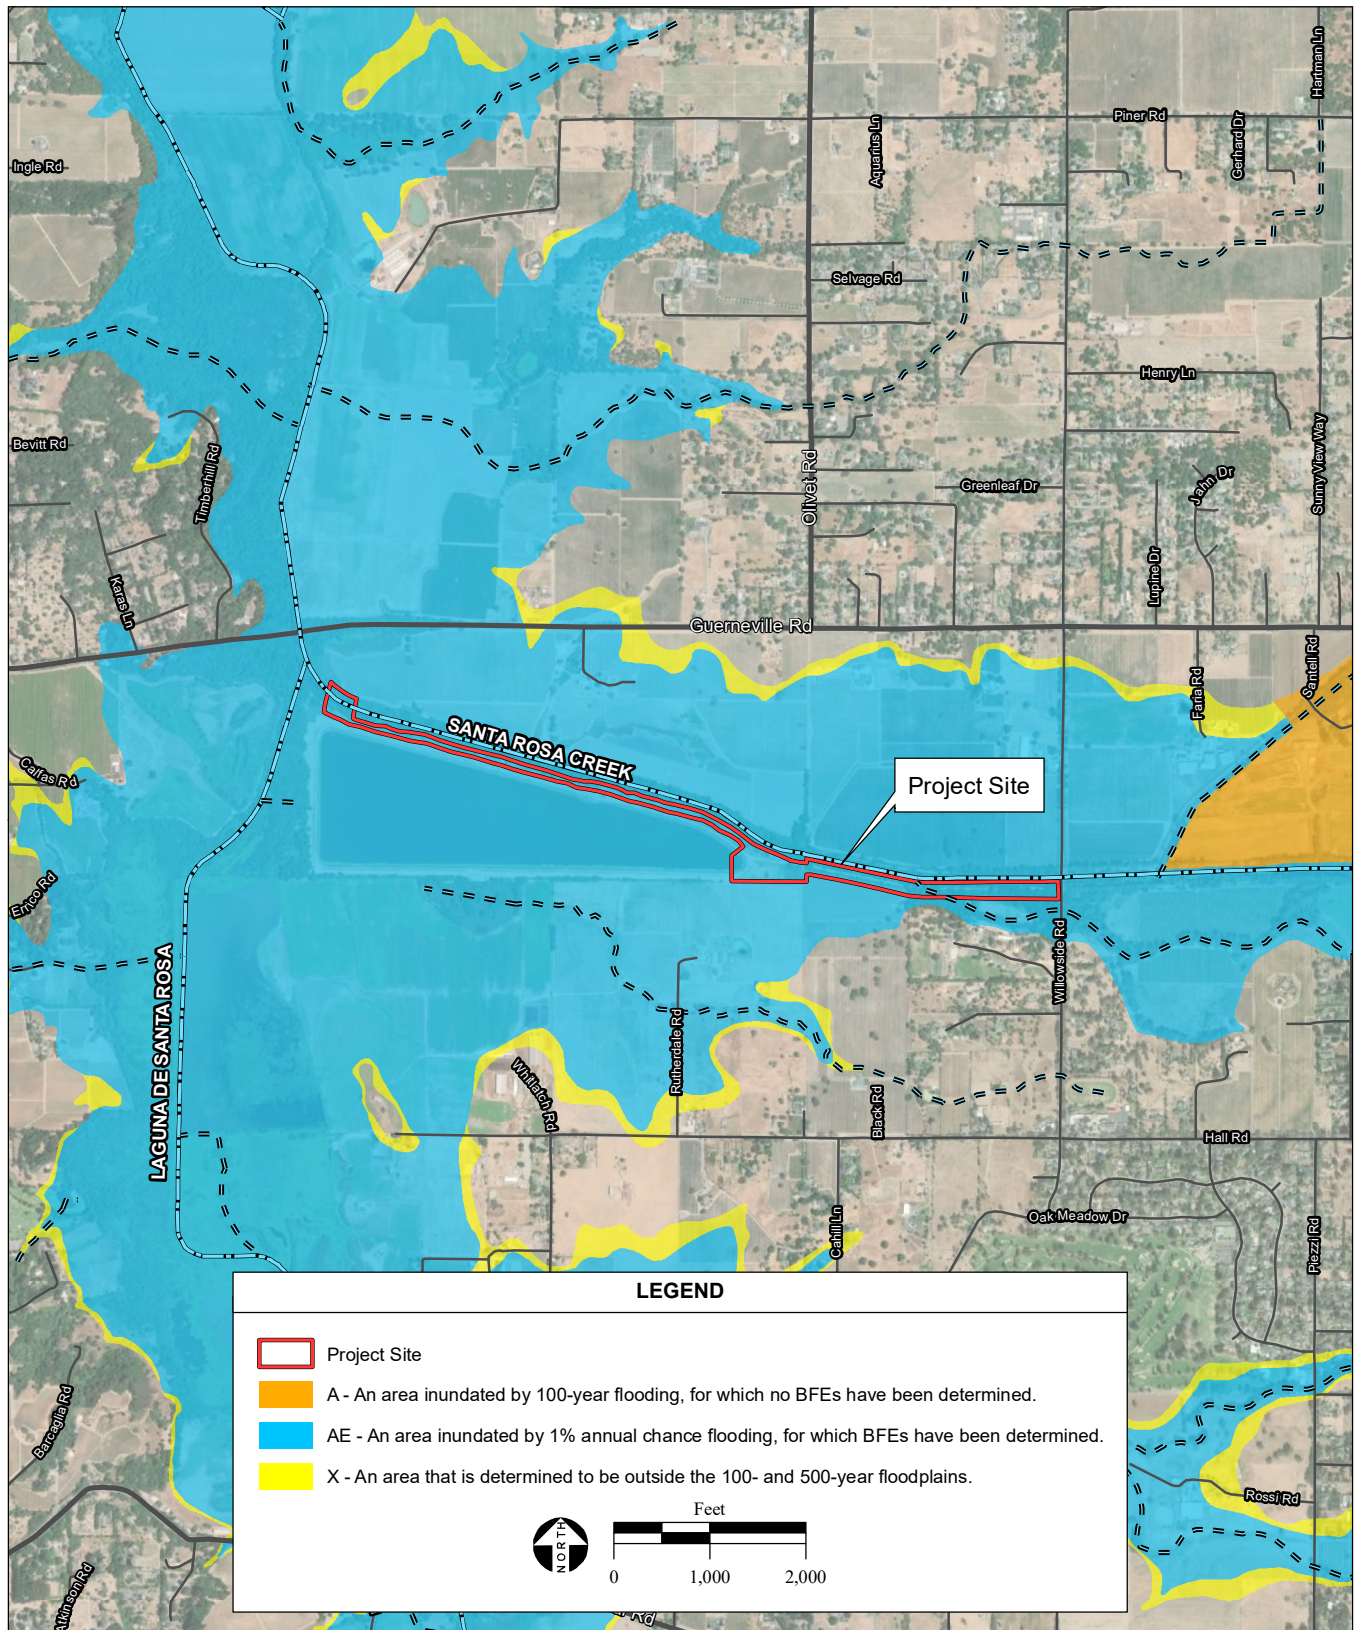 Hartman Ln
Piner Rd
Gerhard Dr
Aquarius Ln
Ingle Rd
Selvage Rd
Henry Ln
Sunny View Way
Bevitt Rd
Timberhill Rd
Olivet Rd
Greenleaf Dr
Jahn Dr
Lupine Dr
Karas Ln
Guerneville Rd
Faria Rd
Santell Rd
SANTA ROSA CREEK
Calfas Rd
Project Site
Errico Rd
LAGUNA DE SANTA ROSA
Willowside Rd
Rutherdale Rd
Whitlatch Rd
Black Rd
Hall Rd
Oak Meadow Dr
Cahill Ln
Piezzi Rd
LEGEND
Project Site
A - An area inundated by 100-year flooding, for which no BFEs have been determined.
AE - An area inundated by 1% annual chance flooding, for which BFEs have been determined.
X - An area that is determined to be outside the 100- and 500-year floodplains.
Barcaglia Rd
Rossi Rd
Feet
NORTH
0 1,000 2,000
Atkinson Rd
Rd